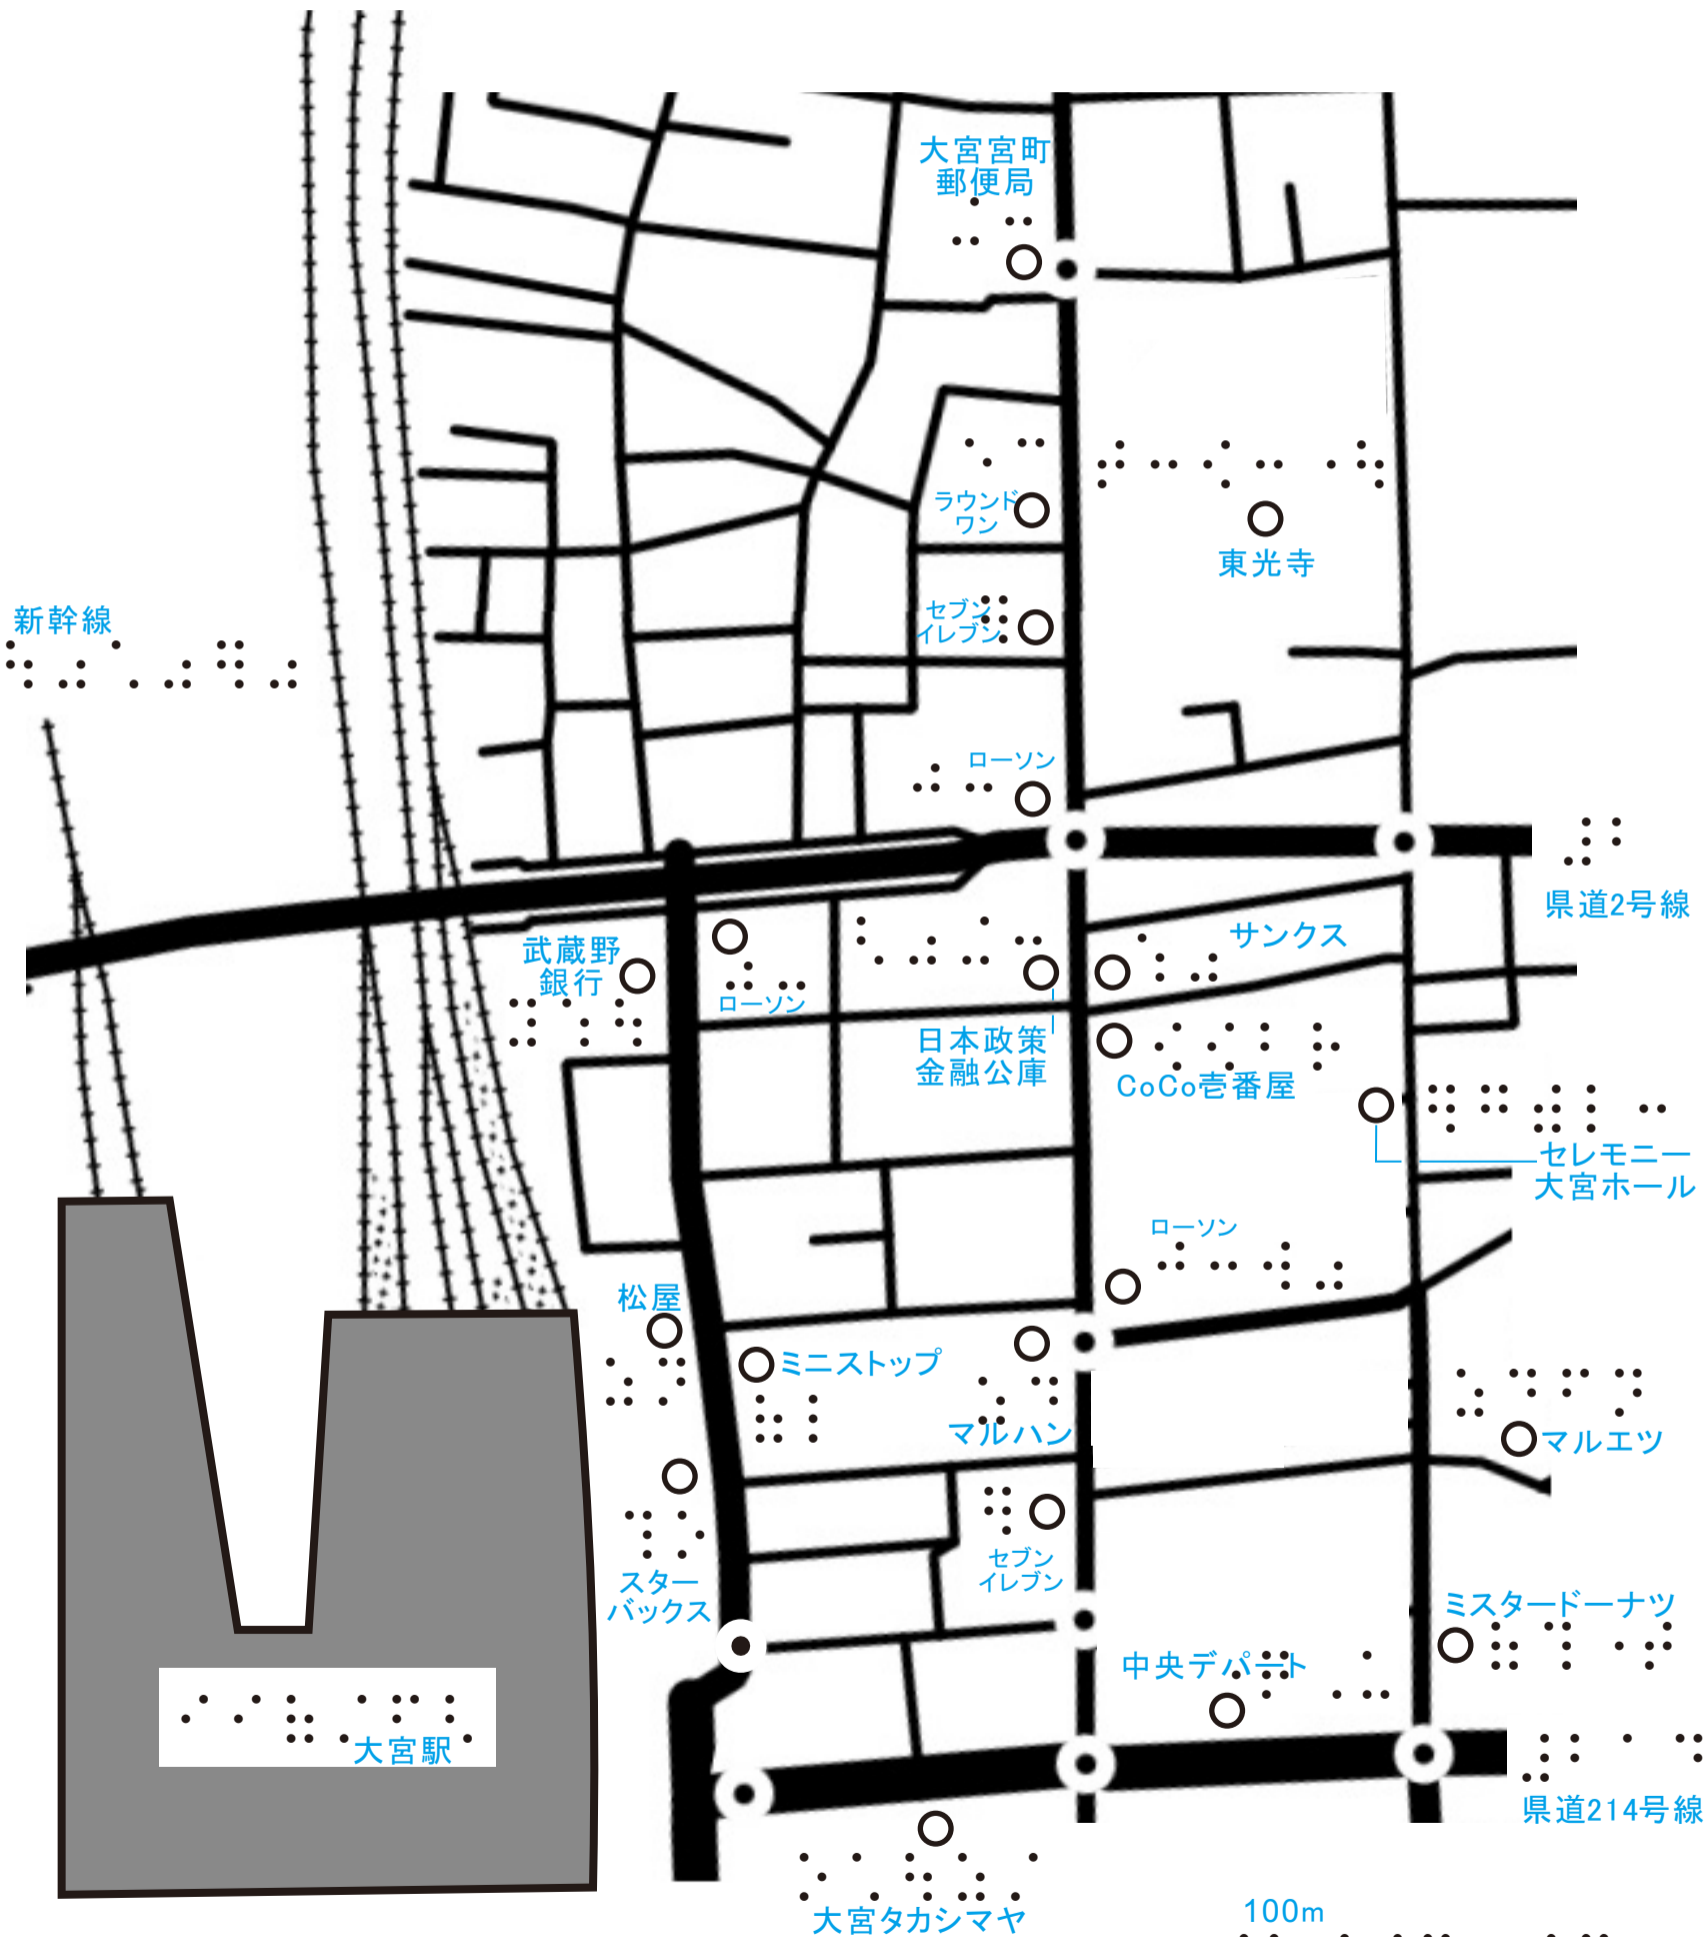 大宮宮町
郵便局
ラウンド
ワン
東光寺
セブン
イレブン
新幹線
ローソン
県道2号線
武蔵野
銀行
ローソン
サンクス
日本政策
金融公庫
CoCo壱番屋
セレモニー
大宮ホール
ローソン
松屋
ミニストップ
マルハン
マルエツ
セブン
イレブン
スター
バックス
ミスタードーナツ
中央デパート
大宮駅
県道214号線
大宮タカシマヤ
100m